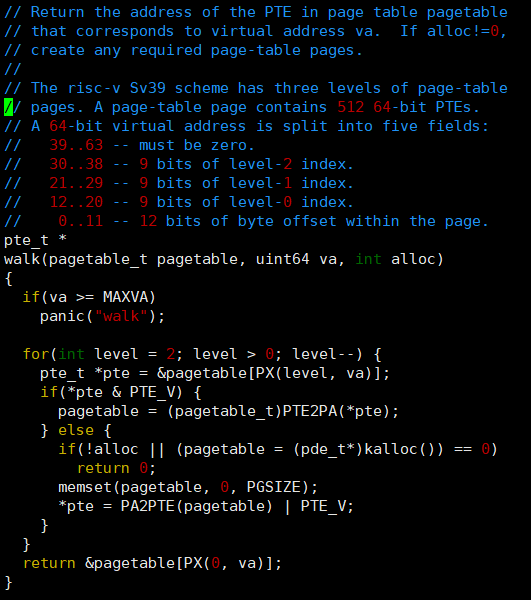 // Return the address of the PTE in page table pagetable
// that corresponds to virtual address va.  If alloc!=0,
// create any required page-table pages.
//
// The risc-v Sv39 scheme has three levels of page-table
// pages. A page-table page contains 512 64-bit PTEs.
// A 64-bit virtual address is split into five fields:
//   39..63 -- must be zero.
//   30..38 -- 9 bits of level-2 index.
//   21..29 -- 9 bits of level-1 index.
//   12..20 -- 9 bits of level-0 index.
//    0..11 -- 12 bits of byte offset within the page.
pte_t *
walk(pagetable_t pagetable, uint64 va, int alloc)
{
  if(va >= MAXVA)
    panic("walk");

  for(int level = 2; level > 0; level--) {
    pte_t *pte = &pagetable[PX(level, va)];
    if(*pte & PTE_V) {
      pagetable = (pagetable_t)PTE2PA(*pte);
    } else {
      if(!alloc || (pagetable = (pde_t*)kalloc()) == 0)
        return 0;
      memset(pagetable, 0, PGSIZE);
      *pte = PA2PTE(pagetable) | PTE_V;
    }
  }
  return &pagetable[PX(0, va)];
}